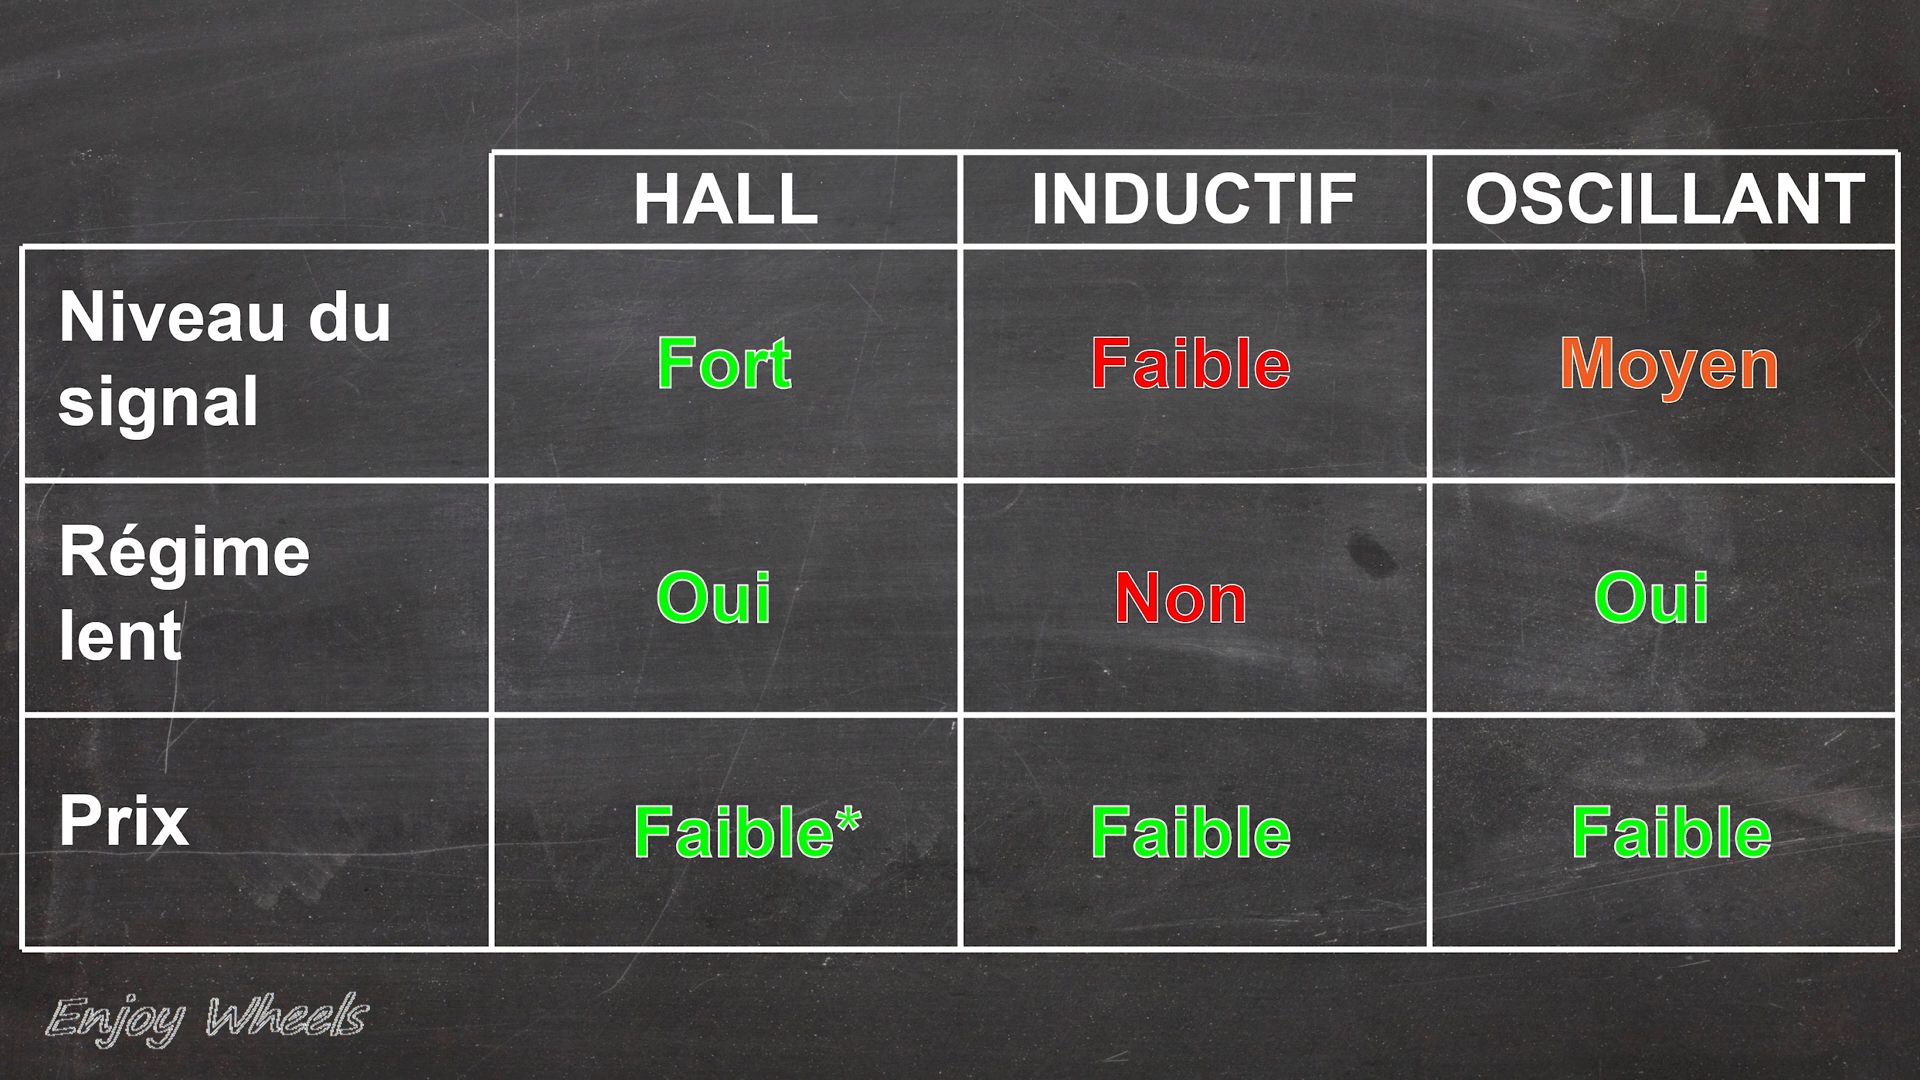 HALL INDUCTIF OSCILLANT
Niveau du
signal
Fort Faible Moyen
Régime
lent
Oui Non Oui
Prix
Faible* Faible Faible
Enjoy Wheels